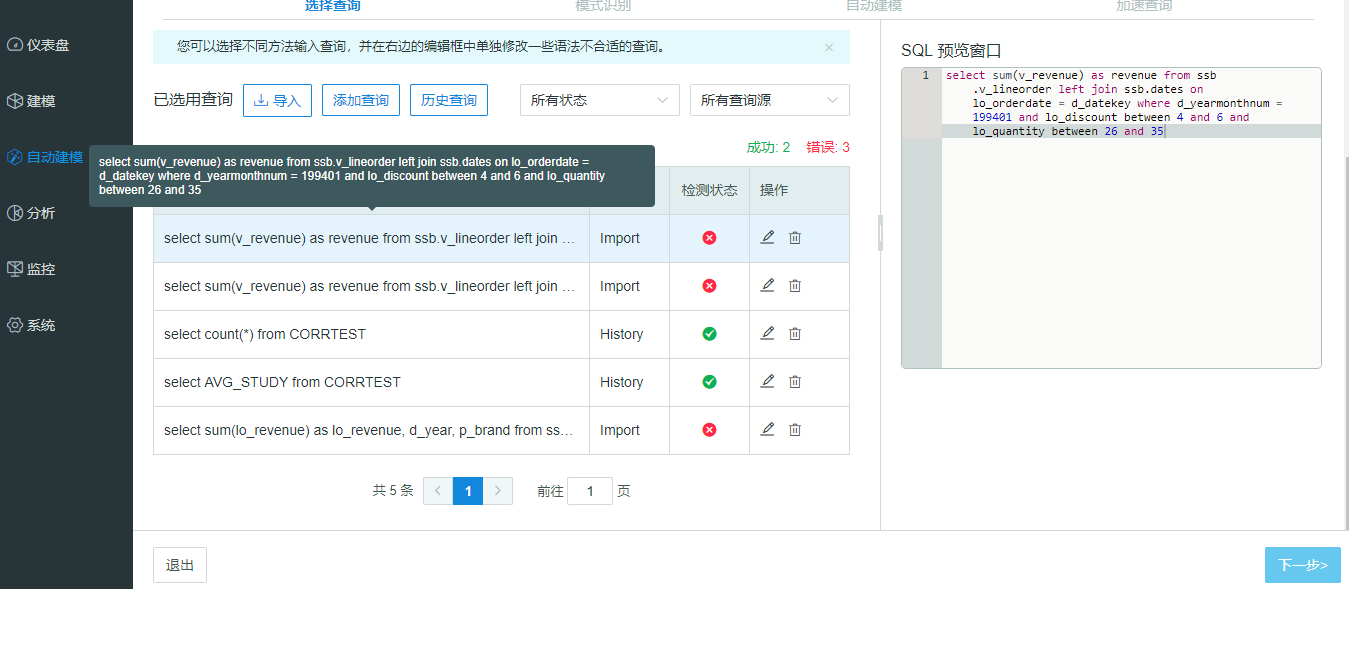 选择查询
模式识别
自动建模
加速查询
仪表盘
建模
自动建模
分析
监控
系统
您可以选择不同方法输入查询，并在右边的编辑框中单独修改一些语法不合适的查询。
已选用查询
导入
添加查询
历史查询
所有状态
所有查询源
成功: 2
错误: 3
select sum(v_revenue) as revenue from ssb.v_lineorder left join ssb.dates on lo_orderdate =
d_datekey where d_yearmonthnum = 199401 and lo_discount between 4 and 6 and lo_quantity
between 26 and 35
检测状态
操作
select sum(v_revenue) as revenue from ssb.v_lineorder left join ...
Import
select sum(v_revenue) as revenue from ssb.v_lineorder left join ...
Import
select count(*) from CORRTEST
History
select AVG_STUDY from CORRTEST
History
select sum(lo_revenue) as lo_revenue, d_year, p_brand from ss...
Import
共 5 条
1
前往
1
页
SQL 预览窗口
1
select sum(v_revenue) as revenue from ssb
.v_lineorder left join ssb.dates on
lo_orderdate = d_datekey where d_yearmonthnum =
199401 and lo_discount between 4 and 6 and
lo_quantity between 26 and 35
退出
下一步>